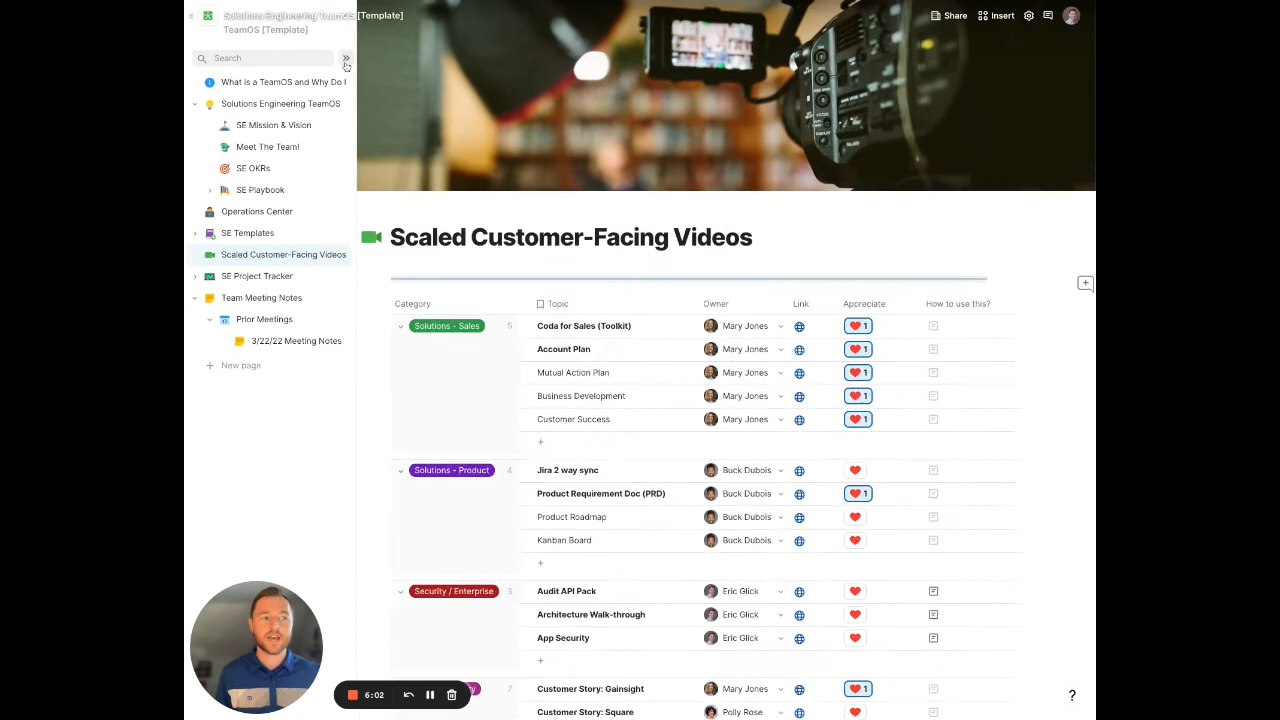 Solutions Engineering TeamOS [Template]
TeamOS [Template]
Share
Insert
Search
What is a TeamOS and Why Do I
Solutions Engineering TeamOS
SE Mission & Vision
Meet The Team!
SE OKRs
SE Playbook
Operations Center
SE Templates
Scaled Customer-Facing Videos
SE Project Tracker
Team Meeting Notes
Prior Meetings
3/22/22 Meeting Notes
New page
Scaled Customer-Facing Videos
Category Topic Owner Link Appreciate How to use this?
Solutions - Sales 5 Coda for Sales (Toolkit) Mary Jones 1
Account Plan Mary Jones 1
Mutual Action Plan Mary Jones 1
Business Development Mary Jones 1
Customer Success Mary Jones 1
+
Solutions - Product 4 Jira 2 way sync Buck Dubois
Product Requirement Doc (PRD) Buck Dubois 1
Product Roadmap Buck Dubois
Kanban Board Buck Dubois
+
Security / Enterprise 3 Audit API Pack Eric Glick
Architecture Walk-through Eric Glick
App Security Eric Glick
+
7 Customer Story: Gainsight Mary Jones 1
Customer Story: Square Polly Rose
6:02
?